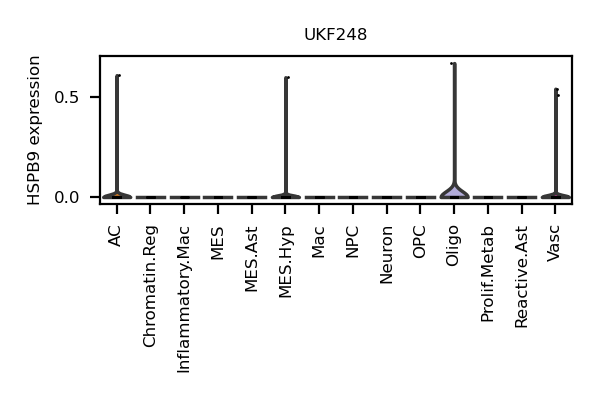 UKF248
HSPB9 expression
0.5
0.0
AC
Chromatin.Reg
Inflammatory.Mac
MES
MES.Ast
MES.Hyp
Mac
NPC
Neuron
OPC
Oligo
Prolif.Metab
Reactive.Ast
Vasc